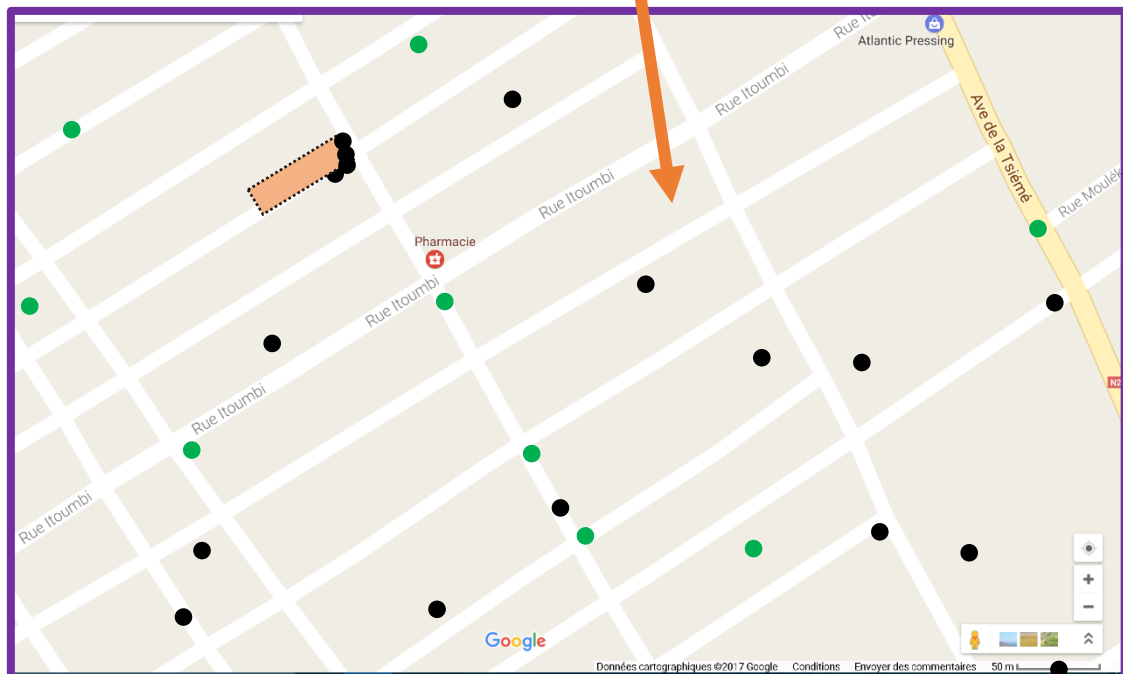 Rue Itou
Atlantic Pressing
Rue Itoumbi
Ave de la Tsiémé
Rue Itoumbi
Rue Moulék
Pharmacie
Rue Itoumbi
N2
Rue Itoumbi
Rue Itoumbi
Google
Données cartographiques ©2017 Google Conditions Envoyer des commentaires 50 m